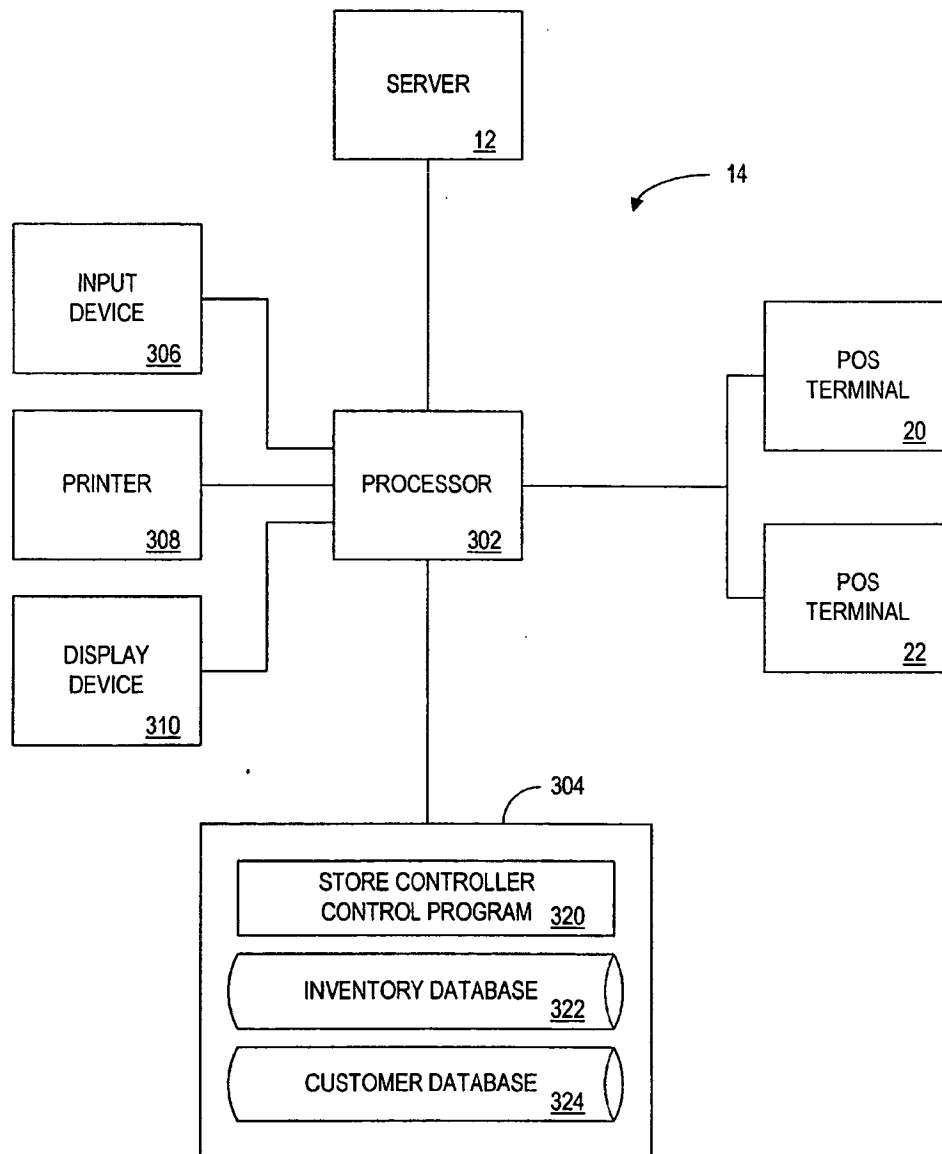 SERVER
12
14
INPUT
DEVICE
306
POS
TERMINAL
20
PRINTER
308
PROCESSOR
302
POS
TERMINAL
22
DISPLAY
DEVICE
310
304
STORE CONTROLLER
CONTROL PROGRAM 320
INVENTORY DATABASE 322
CUSTOMER DATABASE 324